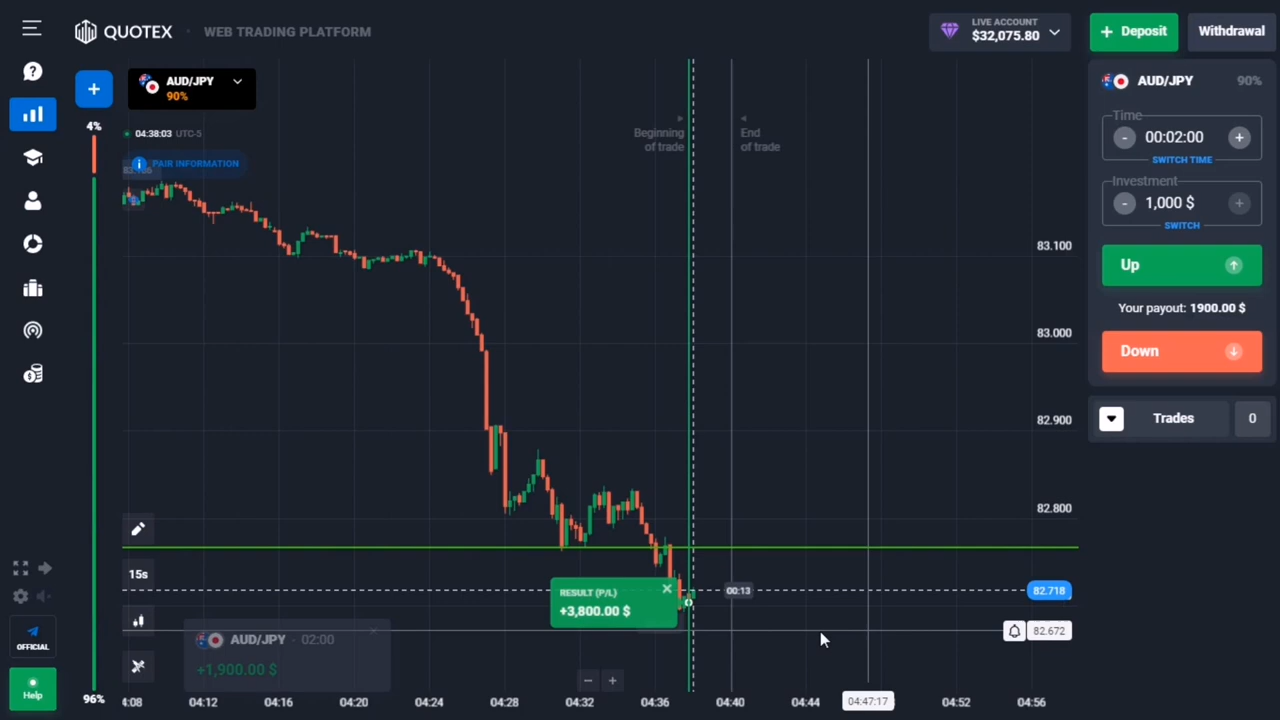 QUOTEX
WEB TRADING PLATFORM
LIVE ACCOUNT
$32,075.80
+ Deposit
Withdrawal
+
AUD/JPY
90%
AUD/JPY
90%
4%
04:38:03 UTC-5
PAIR INFORMATION
Beginning
of trade
End
of trade
Time
- 00:02:00 +
SWITCH TIME
Investment
- 1,000 $ +
SWITCH
Up
Your payout: 1900.00 $
Down
Trades
0
83.100
83.000
82.900
82.800
82.718
82.672
15s
RESULT (P/L)
+3,800.00 $
00:13
AUD/JPY · 02:00
+1,900.00 $
OFFICIAL
Help
96%
:08
04:12
04:16
04:20
04:24
04:28
04:32
04:36
04:40
04:44
04:47:17
04:52
04:56